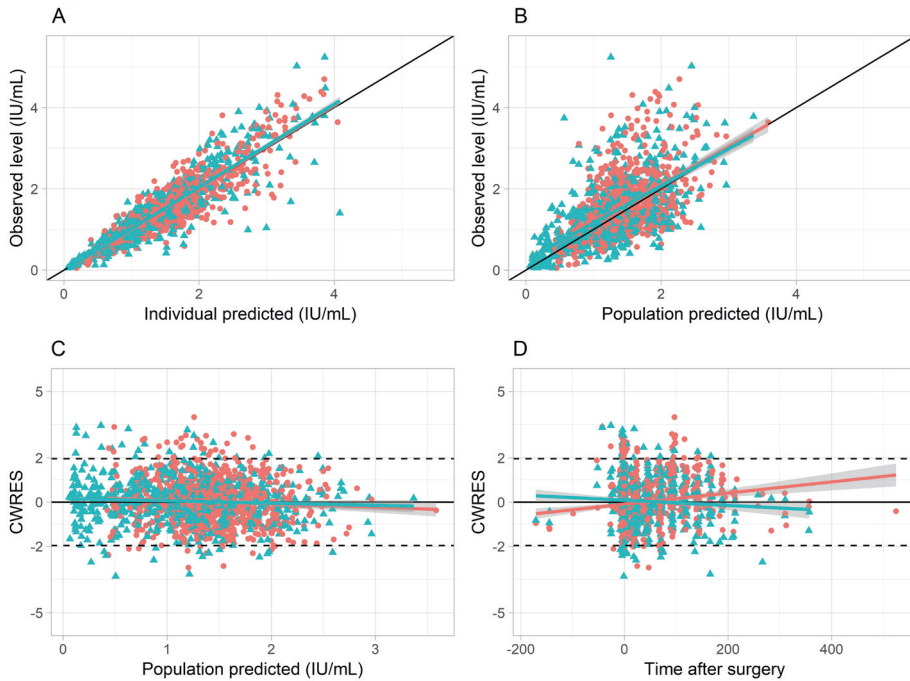 A
Observed level (IU/mL)
4
2
0
0 2 4
Individual predicted (IU/mL)
B
Observed level (IU/mL)
4
2
0
0 2 4
Population predicted (IU/mL)
C
CWRES
5
2
0
-2
-5
0 1 2 3
Population predicted (IU/mL)
D
CWRES
5
2
0
-2
-5
-200 0 200 400
Time after surgery